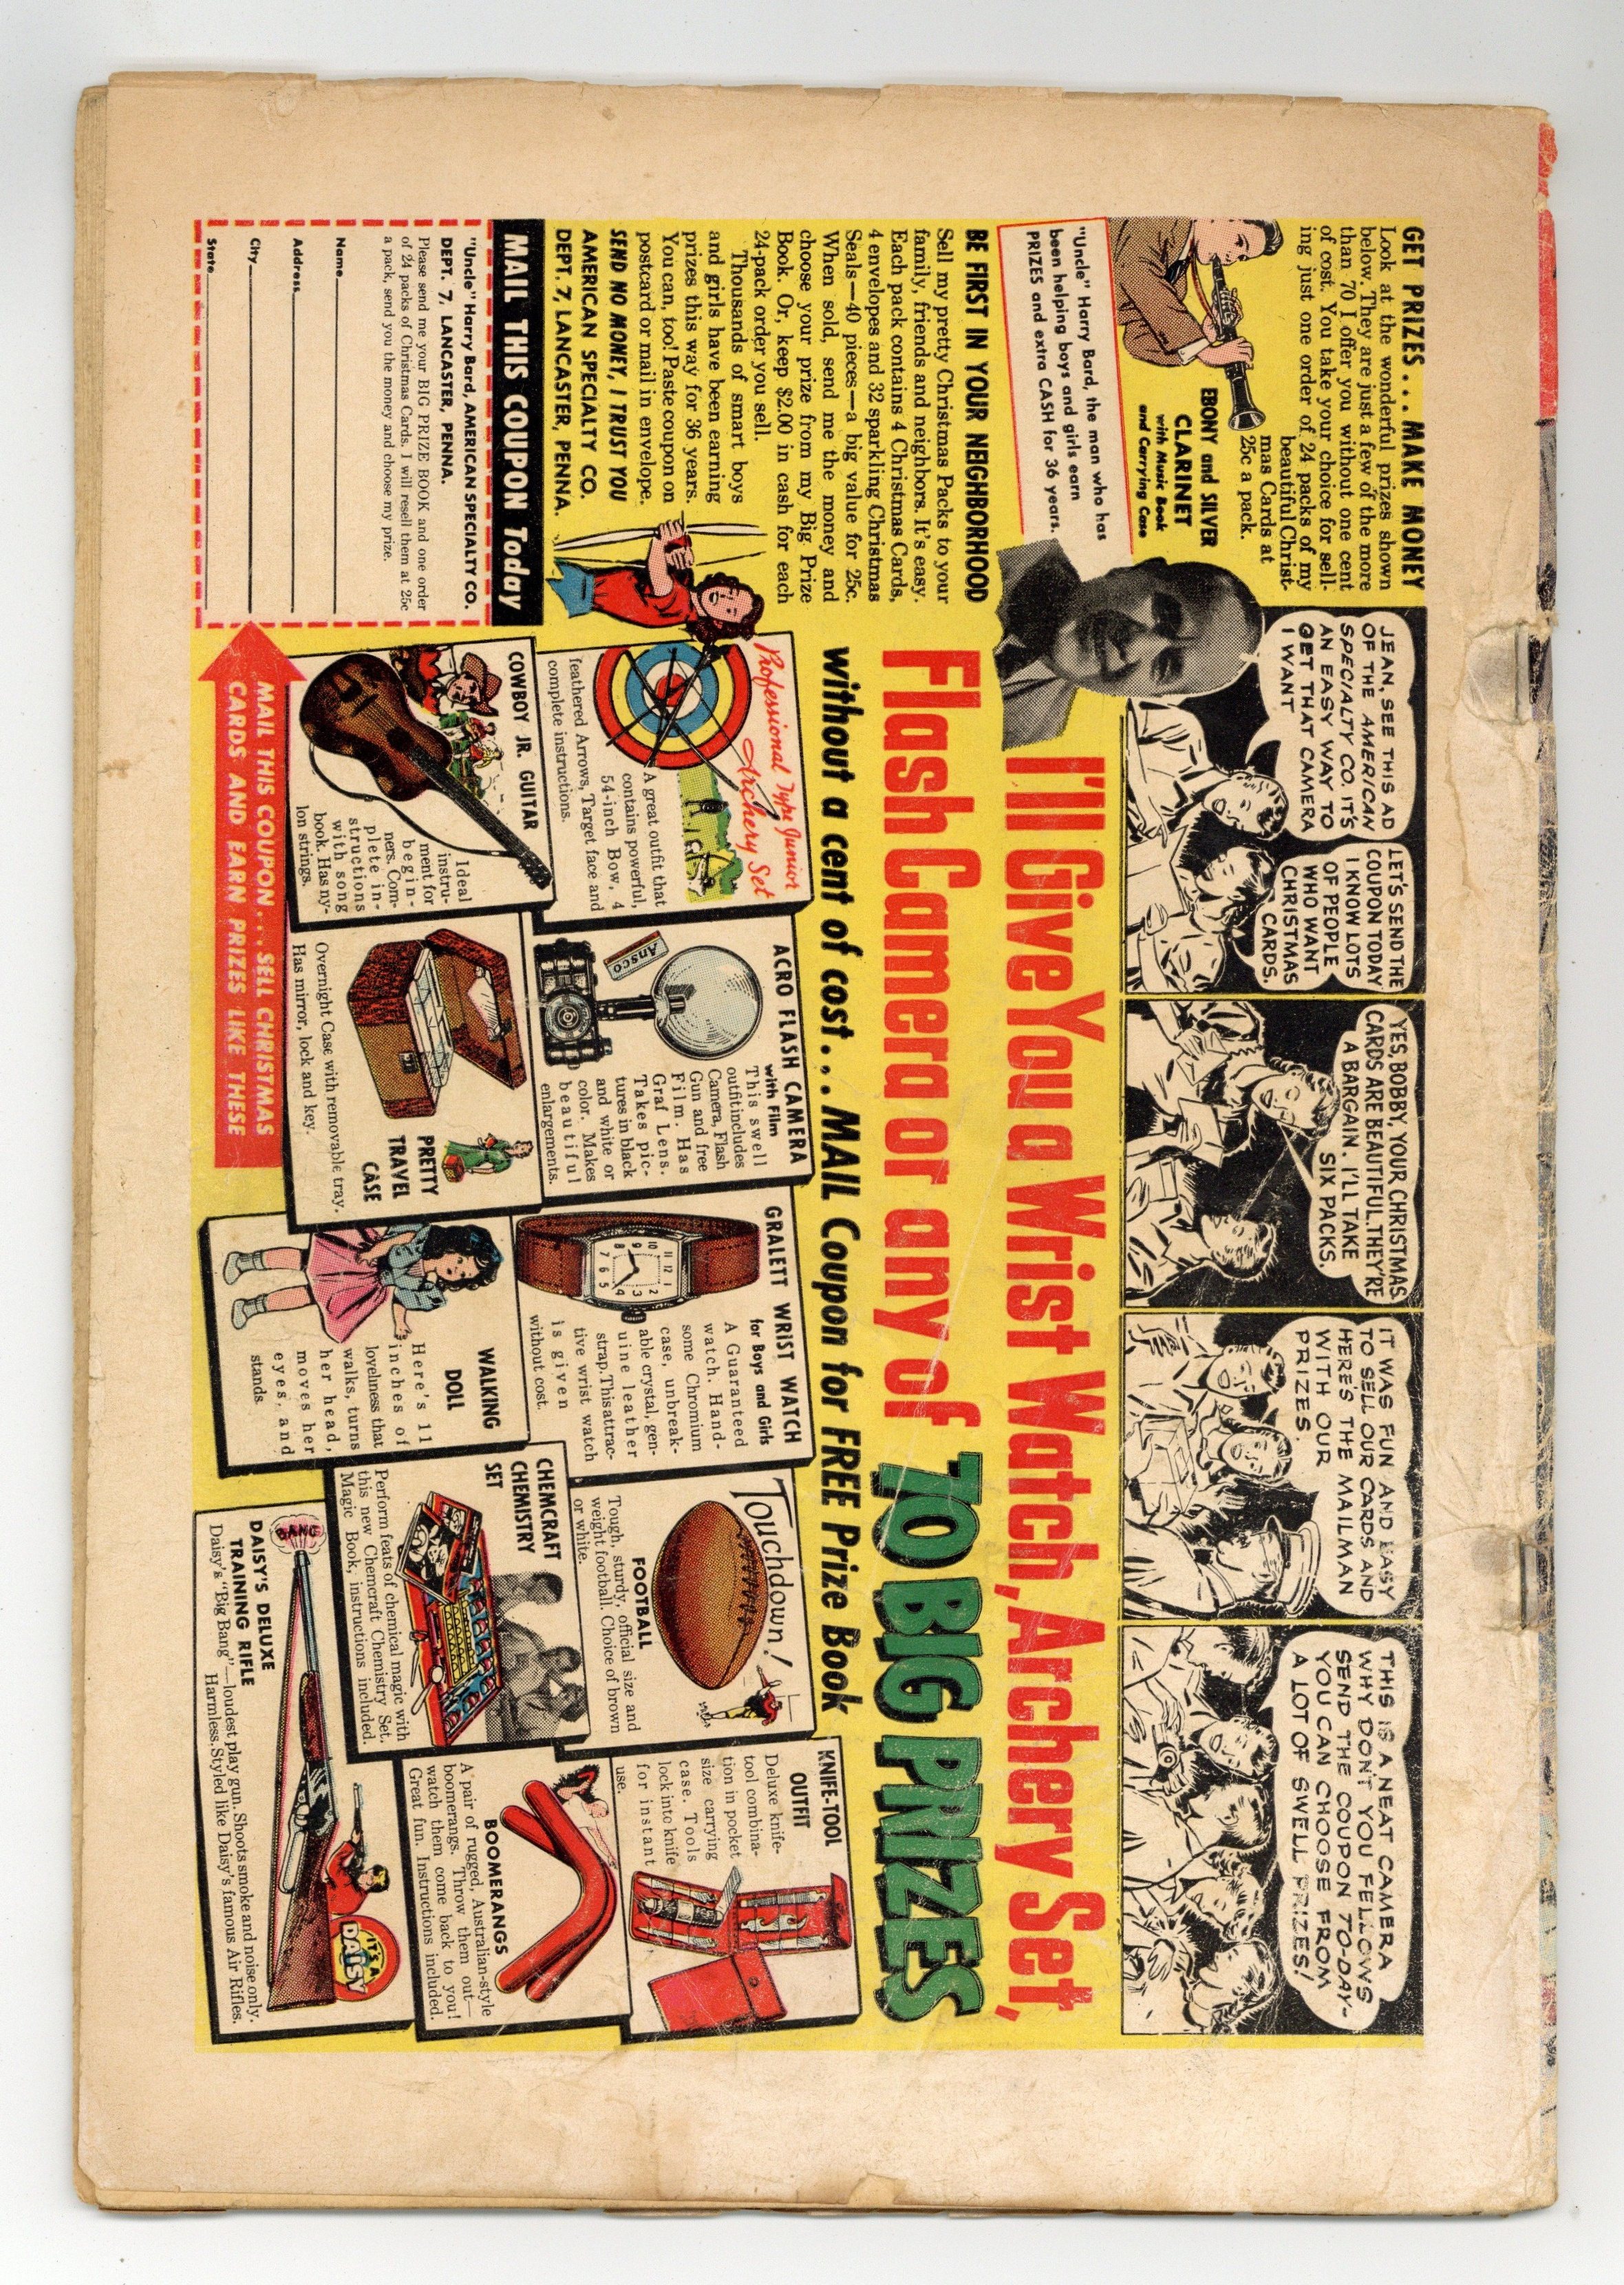 JEAN, SEE THIS AD
OF THE AMERICAN
SPECIALTY CO. IT'S
AN EASY WAY TO
GET THAT CAMERA
I WANT
LET'S SEND THE
COUPON TODAY
I KNOW LOTS
OF PEOPLE
WHO WANT
CHRISTMAS
CARDS.
YES, BOBBY, YOUR CHRISTMAS
CARDS ARE BEAUTIFUL. THEY'RE
A BARGAIN. I'LL TAKE
SIX PACKS.
IT WAS FUN AND EASY
TO SELL OUR CARDS AND
HERE'S THE MAILMAN
WITH OUR
PRIZES.
THIS IS A NEAT CAMERA
WHY DON'T YOU FELLOWS
SEND THE COUPON TO-DAY-
YOU CAN CHOOSE FROM
A LOT OF SWELL PRIZES!
I'll Give You a Wrist Watch, Archery Set,
Flash Camera or any of 70 BIG PRIZES
without a cent of cost... MAIL Coupon for FREE Prize Book
GET PRIZES... MAKE MONEY
Look at the wonderful prizes shown
below. They are just a few of the more
than 70 I offer you without one cent
of cost. You take your choice for sell-
ing just one order of 24 packs of my
beautiful Christ-
mas Cards at
25c a pack.
EBONY and SILVER
CLARINET
with Music Book
and Carrying Case
"Uncle" Harry Bard, the man who has
been helping boys and girls earn
PRIZES and extra CASH for 36 years.
BE FIRST IN YOUR NEIGHBORHOOD
Sell my pretty Christmas Packs to your
family, friends and neighbors. It's easy.
Each pack contains 4 Christmas Cards,
4 envelopes and 32 sparkling Christmas
Seals—40 pieces—a big value for 25c.
When sold, send me the money and
choose your prize from my Big Prize
Book. Or, keep $2.00 in cash for each
24-pack order you sell.
Thousands of smart boys
and girls have been earning
prizes this way for 36 years.
You can, too! Paste coupon on
postcard or mail in envelope.
SEND NO MONEY, I TRUST YOU
AMERICAN SPECIALTY CO.
DEPT. 7, LANCASTER, PENNA.
MAIL THIS COUPON Today
"Uncle" Harry Bard, AMERICAN SPECIALTY CO.
DEPT. 7, LANCASTER, PENNA.
Please send me your BIG PRIZE BOOK and one order
of 24 packs of Christmas Cards. I will resell them at 25c
a pack, send you the money and choose my prize.
Name
Address
City
State
Professional Type Junior
Archery Set
A great outfit that
contains powerful,
54-inch Bow, 4
feathered Arrows, Target face and
complete instructions.
ACRO FLASH CAMERA
with Film
Ansco
This swell
outfit includes
Camera, Flash
Gun and free
Film. Has
Graf Lens.
Takes pic-
tures in black
and white or
color. Makes
beautiful
enlargements.
GRALETT WRIST WATCH
for Boys and Girls
A Guaranteed
watch. Hand-
some Chromium
case, unbreak-
able crystal, gen-
uine leather
strap. This attrac-
tive wrist watch
is given
without cost.
Touchdown!
FOOTBALL
Tough, sturdy, official size and
weight football. Choice of brown
or white.
KNIFE-TOOL
OUTFIT
Deluxe knife-
tool combina-
tion in pocket
size carrying
case. Tools
lock into knife
for instant
use.
COWBOY JR. GUITAR
Ideal
instru-
ment for
begin-
ners. Com-
plete in-
structions
with song
book. Has ny-
lon strings.
PRETTY
TRAVEL
CASE
Overnight Case with removable tray.
Has mirror, lock and key.
WALKING
DOLL
Here's 11
inches of
loveliness that
walks, turns
her head,
moves her
eyes, and
stands.
CHEMCRAFT
CHEMISTRY
SET
Perform feats of chemical magic with
this new Chemcraft Chemistry Set.
Magic Book, instructions included.
BOOMERANGS
A pair of rugged, Australian-style
boomerangs. Throw them out—
watch them come back to you!
Great fun. Instructions included.
BANG
IT'S A
DAISY
DAISY'S DELUXE
TRAINING RIFLE
Daisy's "Big Bang"—loudest play gun. Shoots smoke and noise only.
Harmless. Styled like Daisy's famous Air Rifles.
MAIL THIS COUPON... SELL CHRISTMAS
CARDS AND EARN PRIZES LIKE THESE